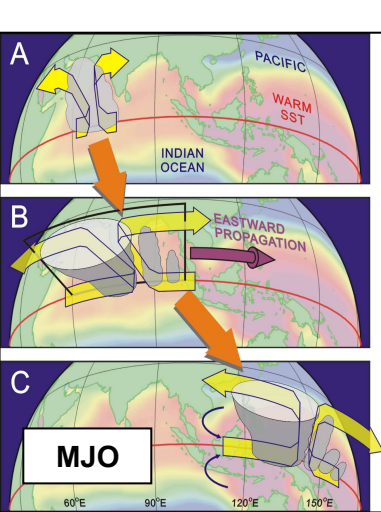 A
PACIFIC
WARM
SST
INDIAN
OCEAN
B
EASTWARD
PROPAGATION
C
MJO
60°E 90°E 120°E 150°E